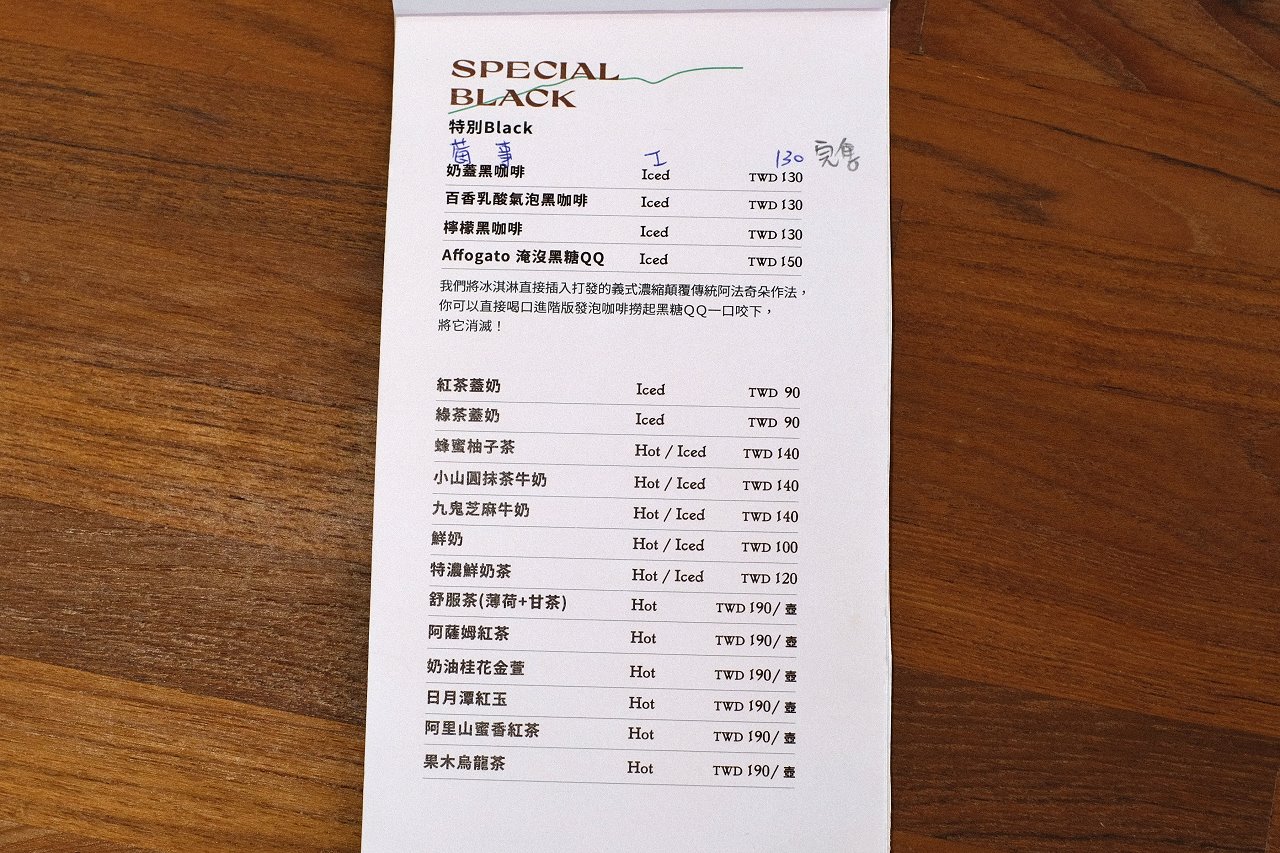 SPECIAL
BLACK
特別Black
事 I 130 完售
奶蓋黑咖啡 Iced TWD 130
百香乳酸氣泡黑咖啡 Iced TWD 130
檸檬黑咖啡 Iced TWD 130
Affogato 淹沒黑糖QQ Iced TWD 150
我們將冰淇淋直接插入打發的義式濃縮顛覆傳統阿法奇朵作法，
你可以直接喝口進階版發泡咖啡撈起黑糖QQ一口咬下，
將它消滅！
紅茶蓋奶 Iced TWD 90
綠茶蓋奶 Iced TWD 90
蜂蜜柚子茶 Hot / Iced TWD 140
小山圓抹茶牛奶 Hot / Iced TWD 140
九鬼芝麻牛奶 Hot / Iced TWD 140
鮮奶 Hot / Iced TWD 100
特濃鮮奶茶 Hot / Iced TWD 120
舒服茶(薄荷+甘茶) Hot TWD 190/ 壺
阿薩姆紅茶 Hot TWD 190/ 壺
奶油桂花金萱 Hot TWD 190/ 壺
日月潭紅玉 Hot TWD 190/ 壺
阿里山蜜香紅茶 Hot TWD 190/ 壺
果木烏龍茶 Hot TWD 190/ 壺